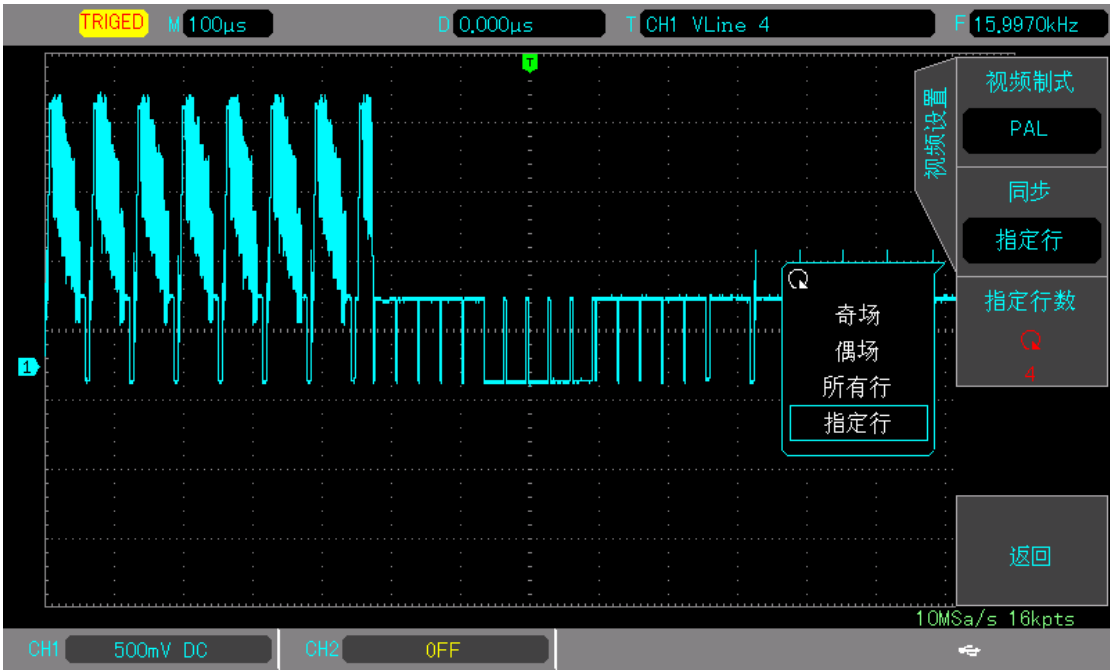 TRIGED M 100μs D 0.000μs T CH1 VLine 4 F 15.9970kHz
T
视频设置
视频制式
PAL
同步
指定行
指定行数
4
奇场
偶场
所有行
指定行
1
返回
10MSa/s 16kpts
CH1 500mV DC CH2 OFF